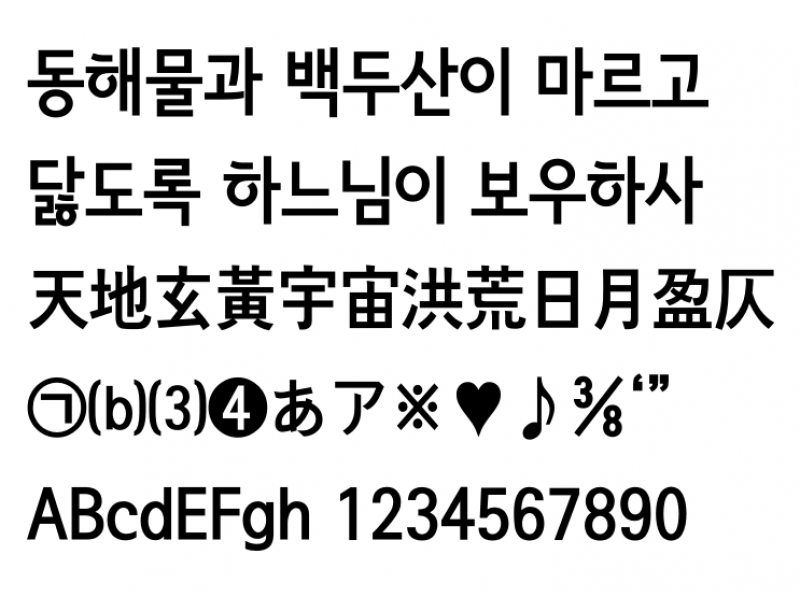 동해물과 백두산이 마르고
닳도록 하느님이 보우하사
天地玄黃宇宙洪荒日月盈仄
㉠⒝⑶❹あア※♥♪⅜‘”
ABcdEFgh 1234567890